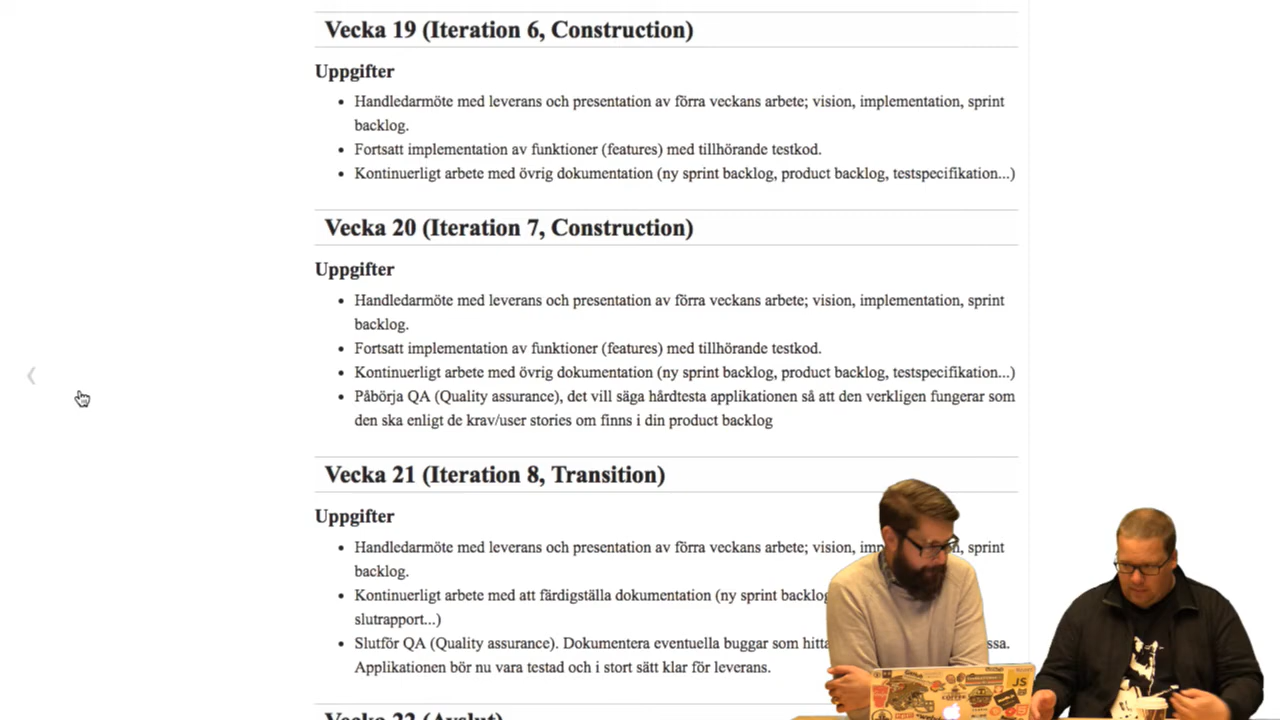 Vecka 19 (Iteration 6, Construction)
Uppgifter
• Handledarmöte med leverans och presentation av förra veckans arbete; vision, implementation, sprint
backlog.
• Fortsatt implementation av funktioner (features) med tillhörande testkod.
• Kontinuerligt arbete med övrig dokumentation (ny sprint backlog, product backlog, testspecifikation...)
Vecka 20 (Iteration 7, Construction)
Uppgifter
• Handledarmöte med leverans och presentation av förra veckans arbete; vision, implementation, sprint
backlog.
• Fortsatt implementation av funktioner (features) med tillhörande testkod.
• Kontinuerligt arbete med övrig dokumentation (ny sprint backlog, product backlog, testspecifikation...)
• Påbörja QA (Quality assurance), det vill säga hårdtesta applikationen så att den verkligen fungerar som
den ska enligt de krav/user stories om finns i din product backlog
Vecka 21 (Iteration 8, Transition)
Uppgifter
• Handledarmöte med leverans och presentation av förra veckans arbete; vision, sprint
backlog.
• Kontinuerligt arbete med att färdigställa dokumentation (ny sprint backlog
slutrapport...)
• Slutför QA (Quality assurance). Dokumentera eventuella buggar som
Applikationen bör nu vara testad och i stort sätt klar för leverans.
Vecka 22 (Avslut)
JS